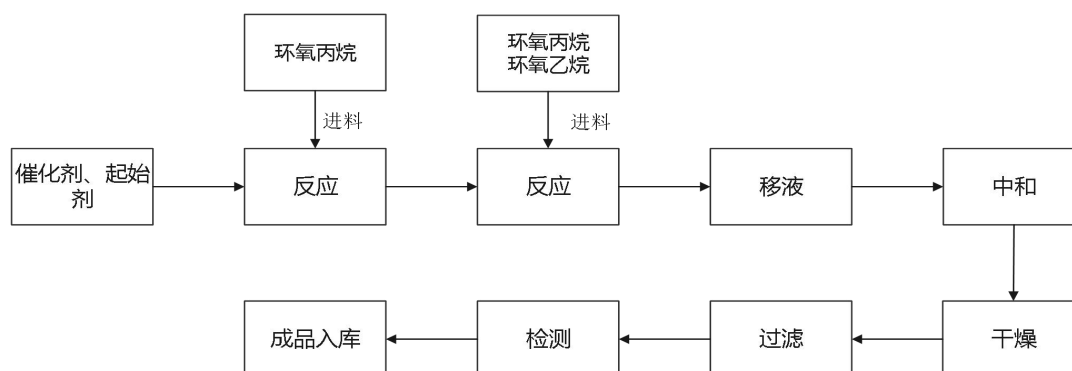 环氧丙烷
环氧丙烷
环氧乙烷
进料
进料
催化剂、起始
剂
反应
反应
移液
中和
成品入库
检测
过滤
干燥